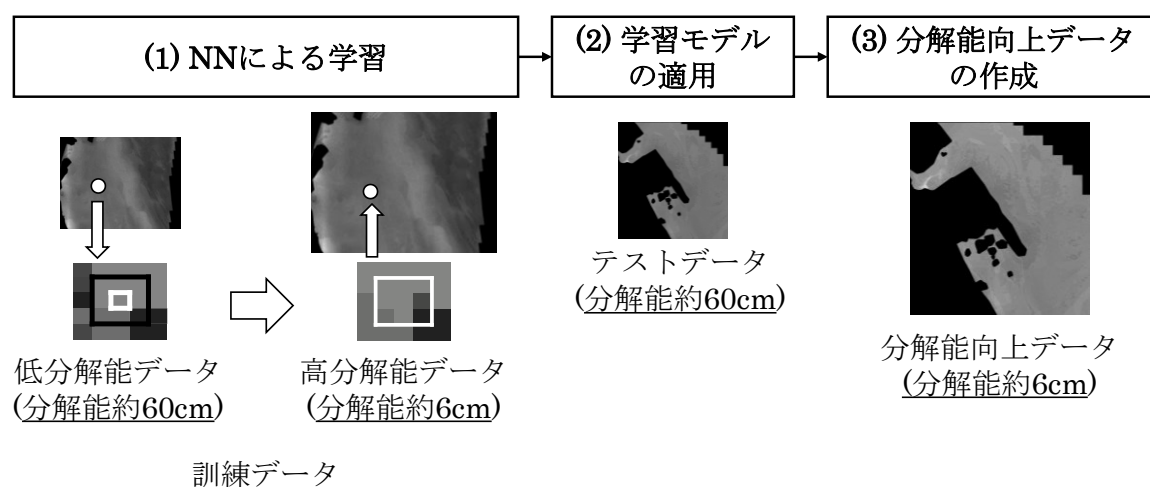 (1) NNによる学習
(2) 学習モデル
の適用
(3) 分解能向上データ
の作成
低分解能データ
(分解能約60cm)
高分解能データ
(分解能約6cm)
訓練データ
テストデータ
(分解能約60cm)
分解能向上データ
(分解能約6cm)